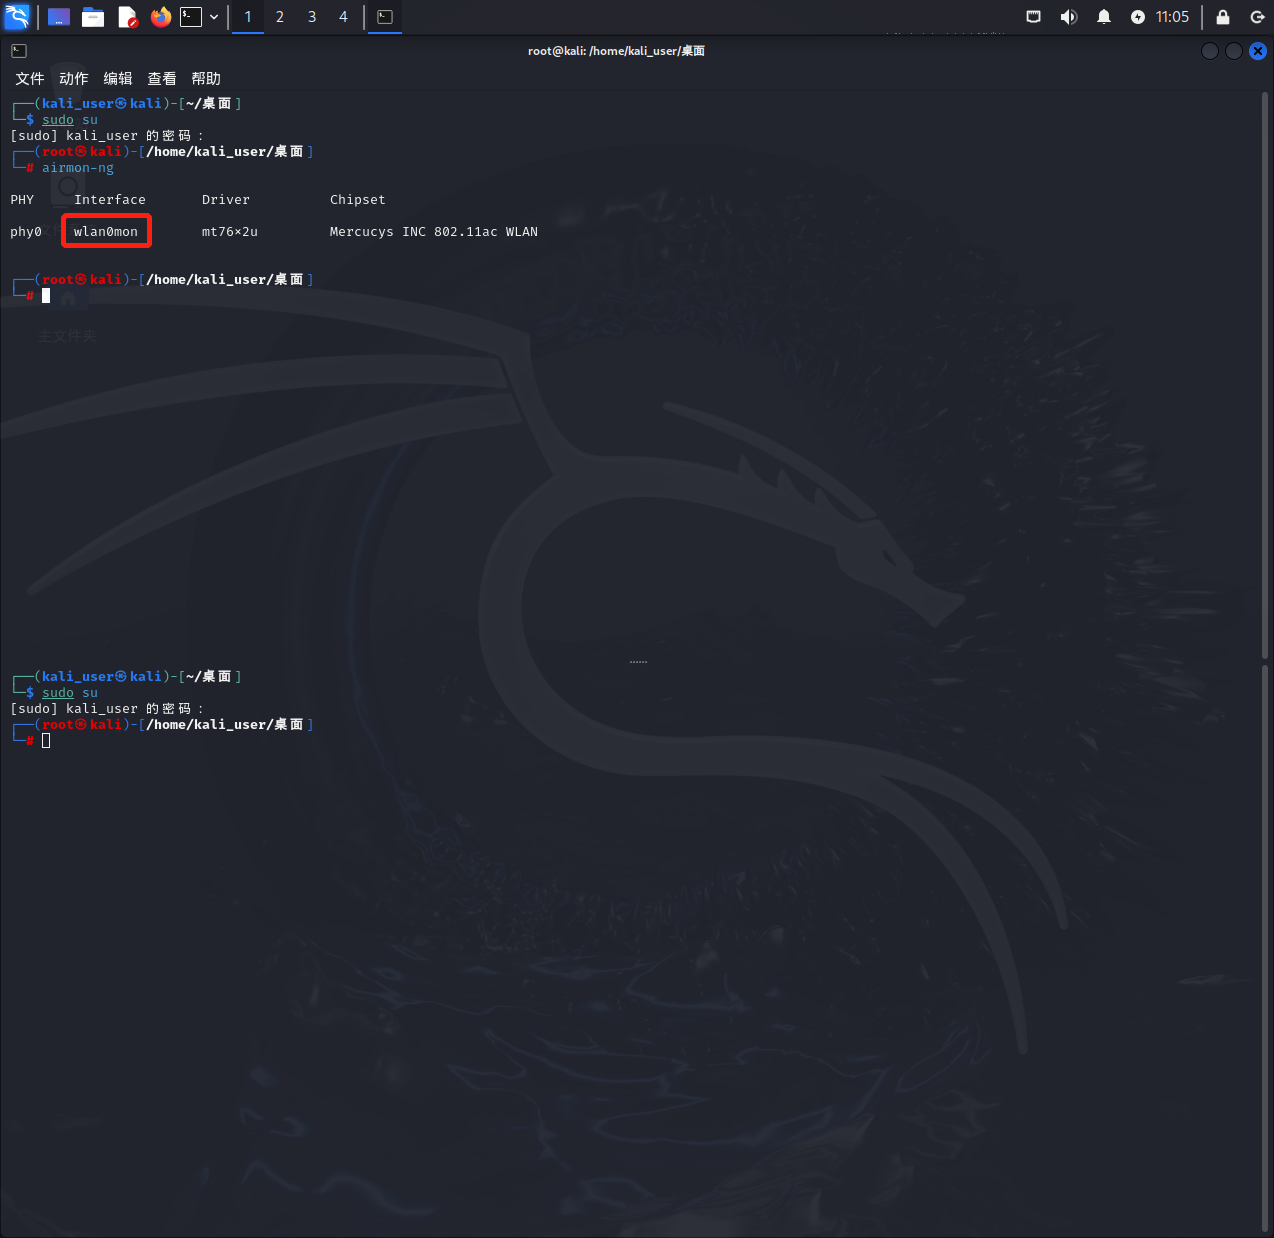 1 2 3 4 11:05
root@kali: /home/kali_user/桌面
文件 动作 编辑 查看 帮助
┌──(kali_user㉿kali)-[~/桌面]
└─$ sudo su
[sudo] kali_user 的密码：
┌──(root㉿kali)-[/home/kali_user/桌面]
└─# airmon-ng
PHY Interface Driver Chipset
phy0 wlan0mon mt76×2u Mercucys INC 802.11ac WLAN
┌──(root㉿kali)-[/home/kali_user/桌面]
└─#
主文件夹
┌──(kali_user㉿kali)-[~/桌面]
└─$ sudo su
[sudo] kali_user 的密码：
┌──(root㉿kali)-[/home/kali_user/桌面]
└─#